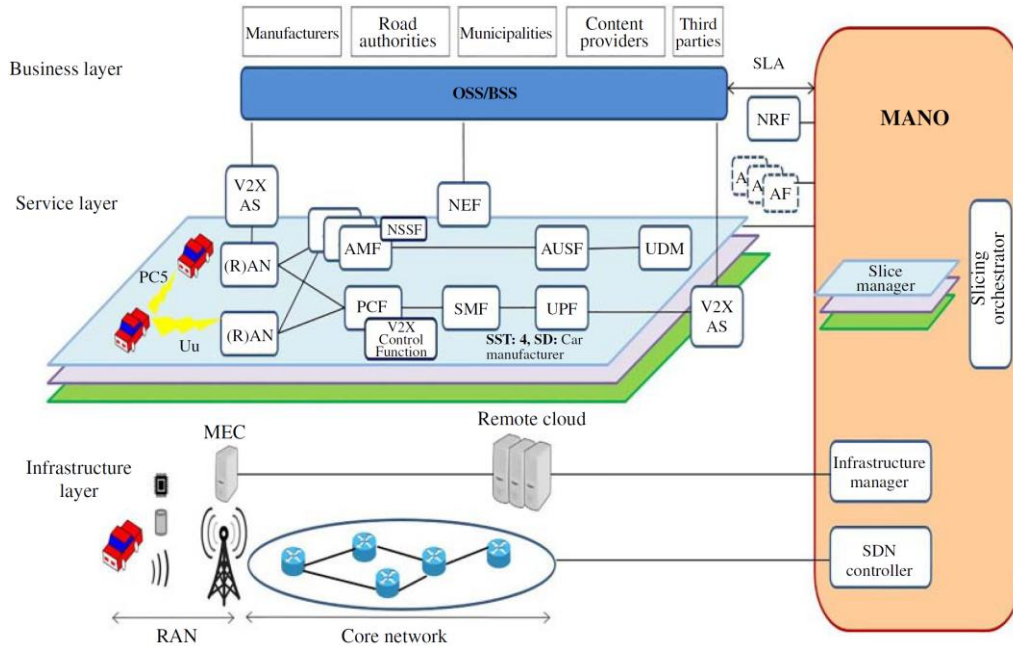 Manufacturers
Road
authorities
Municipalities
Content
providers
Third
parties
Business layer
OSS/BSS
SLA
NRF
MANO
V2X
AS
NEF
A
A
AF
Service layer
NSSF
(R)AN
AMF
AUSF
UDM
PC5
PCF
SMF
UPF
V2X
AS
(R)AN
Uu
V2X
Control
Function
SST: 4, SD: Car
manufacturer
Slice
manager
Slicing
orchestrator
MEC
Remote cloud
Infrastructure
layer
Infrastructure
manager
SDN
controller
RAN
Core network